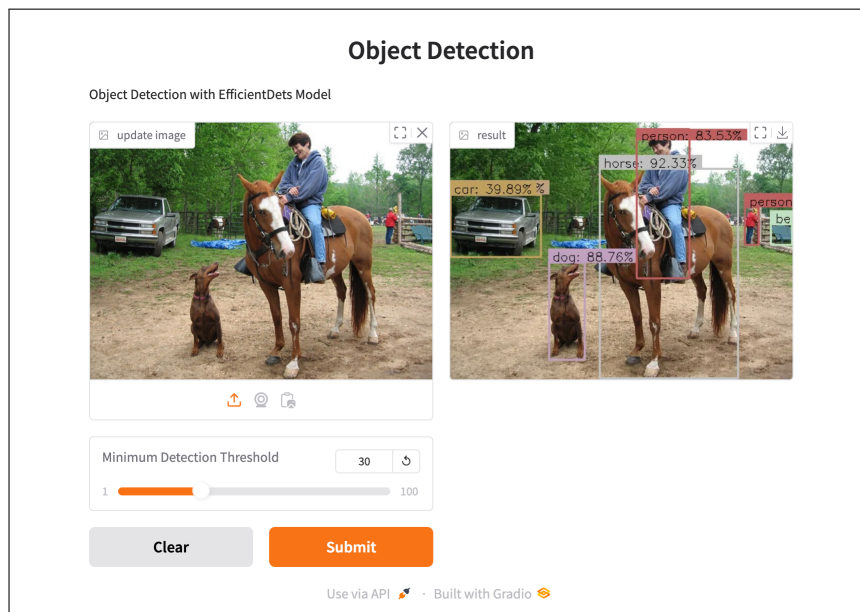 Object Detection
Object Detection with EfficientDets Model
update image
result
person: 83.53%
horse: 92.33%
car: 39.89% %
person
be
dog: 88.76%
Minimum Detection Threshold
30
1
100
Clear
Submit
Use via API · Built with Gradio